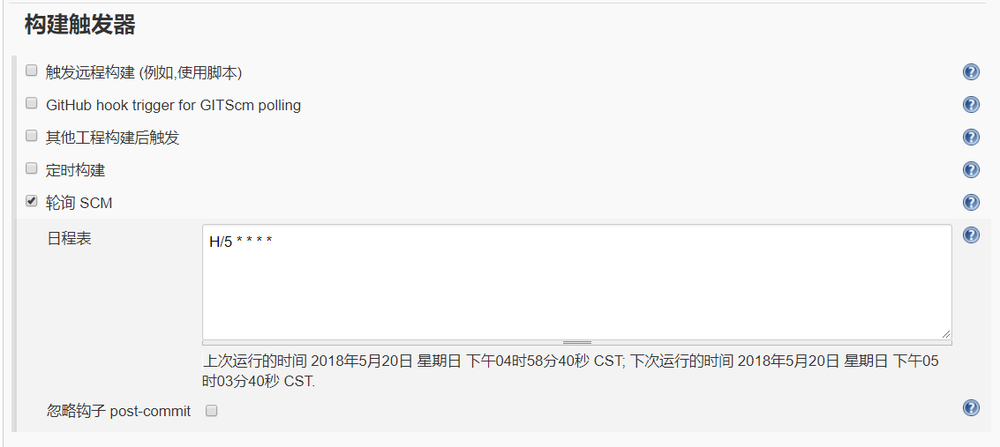 构建触发器
触发远程构建 (例如,使用脚本)
GitHub hook trigger for GITScm polling
其他工程构建后触发
定时构建
轮询 SCM
日程表
H/5 * * * *
上次运行的时间 2018年5月20日 星期日 下午04时58分40秒 CST; 下次运行的时间 2018年5月20日 星期日 下午05
时03分40秒 CST.
忽略钩子 post-commit